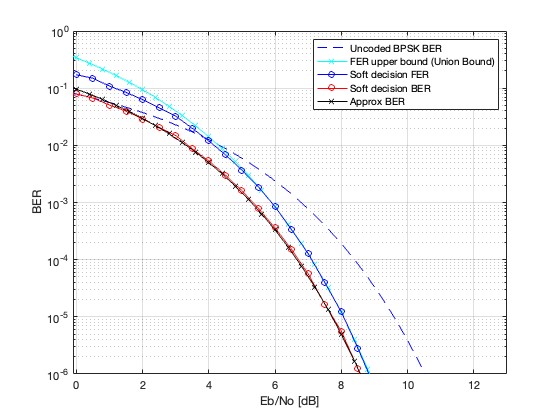 Uncoded BPSK BER
FER upper bound (Union Bound)
Soft decision FER
Soft decision BER
Approx BER
10^0
10^-1
10^-2
10^-3
10^-4
10^-5
10^-6
BER
0 2 4 6 8 10 12
Eb/No [dB]